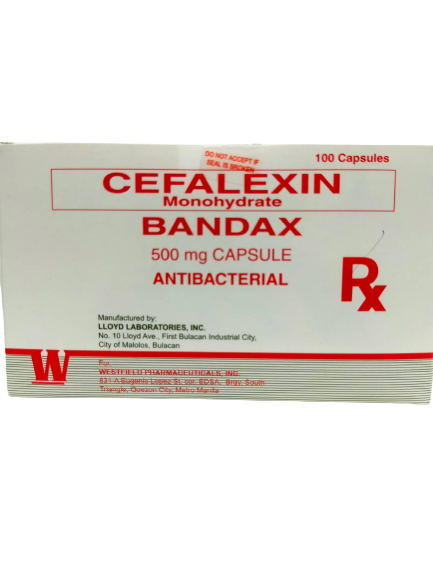 DO NOT ACCEPT IF
SEAL IS BROKEN
100 Capsules
CEFALEXIN
Monohydrate
BANDAX
500 mg CAPSULE
ANTIBACTERIAL
Rx
Manufactured by:
LLOYD LABORATORIES, INC.
No. 10 Lloyd Ave., First Bulacan Industrial City,
City of Malolos, Bulacan
W
For:
WESTFIELD PHARMACEUTICALS, INC.
631 A Eugenio Lopez St. cor. EDSA, Brgy. South
Triangle, Quezon City, Metro Manila